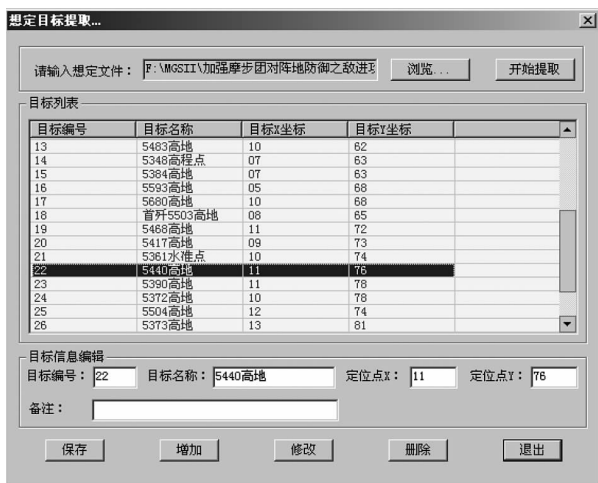 想定目标提取...
请输入想定文件： F:\MGSII\加强摩步团对阵地防御之敌进攻 浏览... 开始提取
目标列表
目标编号 目标名称 目标X坐标 目标Y坐标
13 5483高地 10 62
14 5348高程点 07 63
15 5384高地 07 63
16 5593高地 05 68
17 5680高地 10 68
18 首歼5503高地 08 65
19 5468高地 11 72
20 5417高地 09 73
21 5361水准点 10 74
22 5440高地 11 76
23 5390高地 11 78
24 5372高地 10 78
25 5504高地 12 74
26 5373高地 13 81
目标信息编辑
目标编号： 22 目标名称： 5440高地 定位点X： 11 定位点Y： 76
备注：
保存 增加 修改 删除 退出